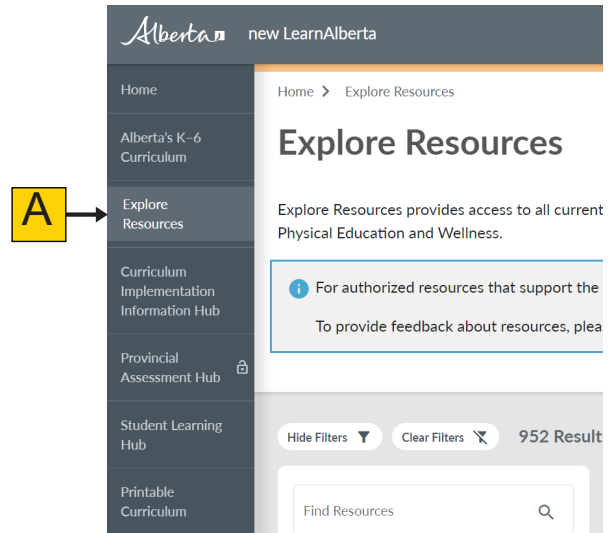 Alberta new LearnAlberta
Home
Alberta's K–6
Curriculum
A
Explore
Resources
Curriculum
Implementation
Information Hub
Provincial
Assessment Hub
Student Learning
Hub
Printable
Curriculum
Home > Explore Resources
Explore Resources
Explore Resources provides access to all current
Physical Education and Wellness.
i For authorized resources that support the
To provide feedback about resources, plea
Hide Filters Clear Filters 952 Result
Find Resources